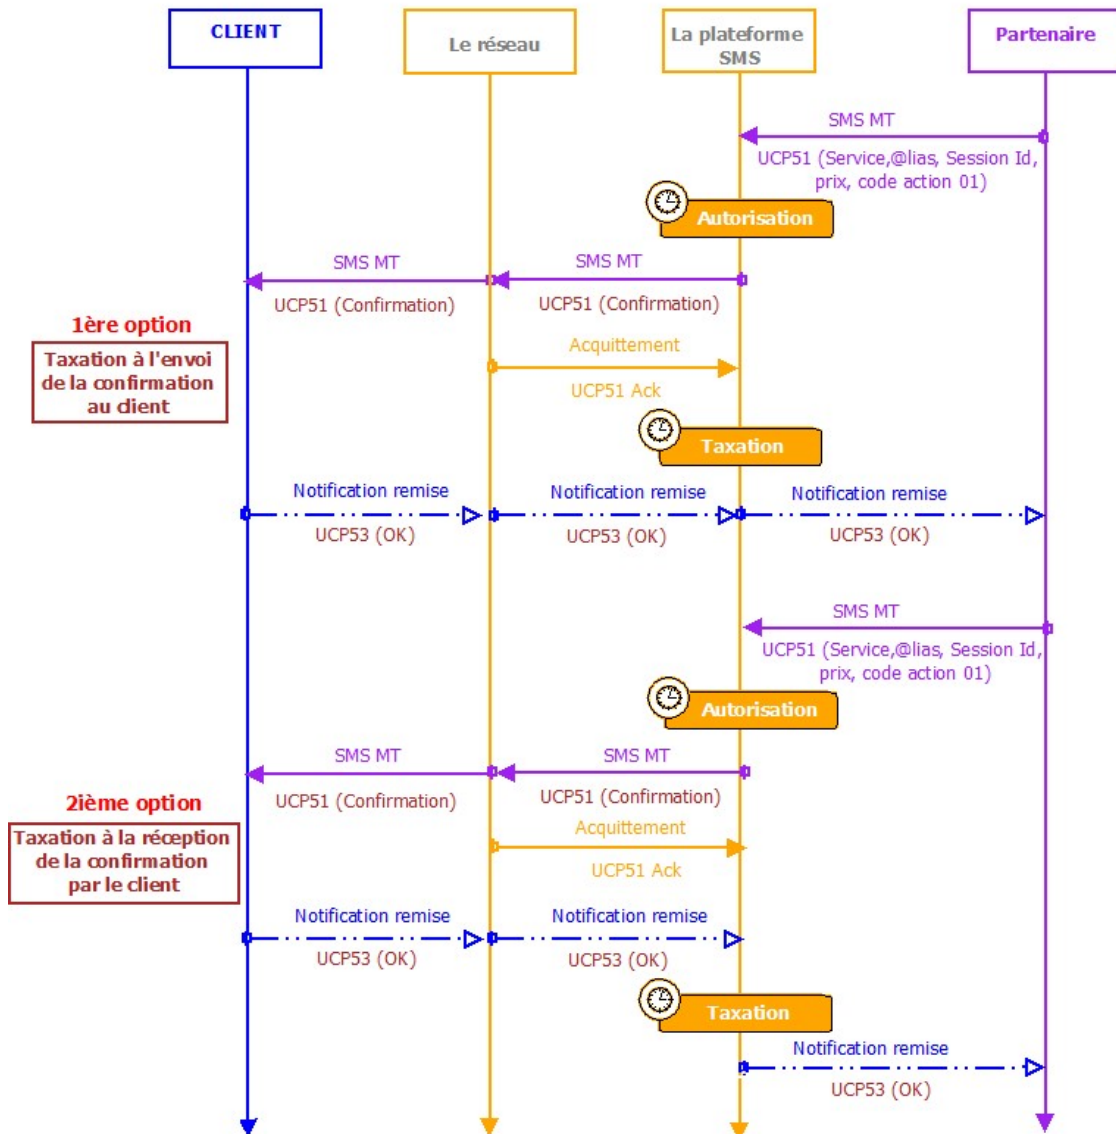 CLIENT
Le réseau
La plateforme
SMS
Partenaire
SMS MT
UCP51 (Service,@lias, Session Id,
prix, code action 01)
Autorisation
SMS MT
SMS MT
UCP51 (Confirmation)
UCP51 (Confirmation)
1ère option
Taxation à l'envoi
de la confirmation
au client
Acquittement
UCP51 Ack
Taxation
Notification remise
Notification remise
Notification remise
UCP53 (OK)
UCP53 (OK)
UCP53 (OK)
SMS MT
UCP51 (Service,@lias, Session Id,
prix, code action 01)
Autorisation
SMS MT
SMS MT
UCP51 (Confirmation)
UCP51 (Confirmation)
2ième option
Taxation à la réception
de la confirmation
par le client
Acquittement
UCP51 Ack
Notification remise
Notification remise
UCP53 (OK)
UCP53 (OK)
Taxation
Notification remise
UCP53 (OK)